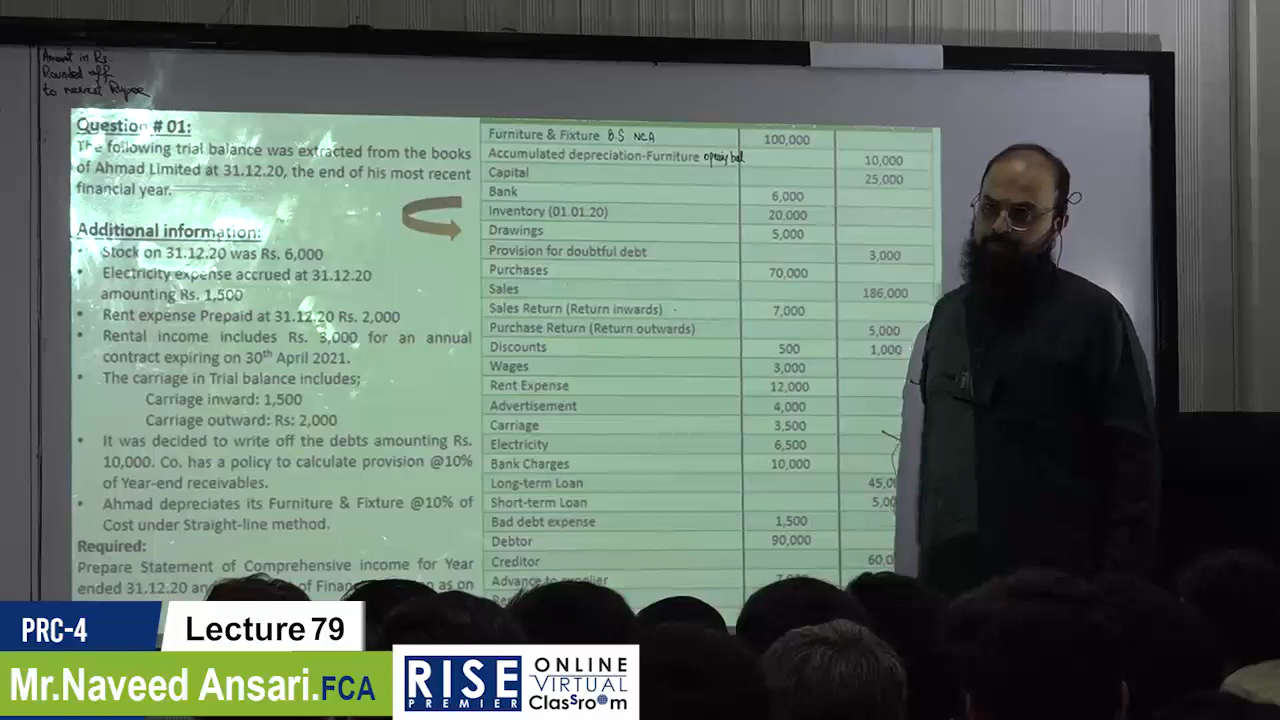 Amount in Rs
Rounded off
to nearest Rupee
Question # 01:
The following trial balance was extracted from the books
of Ahmad Limited at 31.12.20, the end of his most recent
financial year.
Additional information:
• Stock on 31.12.20 was Rs. 6,000
• Electricity expense accrued at 31.12.20
amounting Rs. 1,500
• Rent expense Prepaid at 31.12.20 Rs. 2,000
• Rental income includes Rs. 3,000 for an annual
contract expiring on 30th April 2021.
• The carriage in Trial balance includes;
Carriage inward: 1,500
Carriage outward: Rs: 2,000
• It was decided to write off the debts amounting Rs.
10,000. Co. has a policy to calculate provision @10%
of Year-end receivables.
• Ahmad depreciates its Furniture & Fixture @10% of
Cost under Straight-line method.
Required:
Prepare Statement of Comprehensive income for Year
ended 31.12.20 of as on
Furniture & Fixture B.S NCA 100,000
Accumulated depreciation-Furniture opening bal 10,000
Capital 25,000
Bank 6,000
Inventory (01.01.20) 20,000
Drawings 5,000
Provision for doubtful debt 3,000
Purchases 70,000
Sales 186,000
Sales Return (Return inwards) 7,000
Purchase Return (Return outwards) 5,000
Discounts 500 1,000
Wages 3,000
Rent Expense 12,000
Advertisement 4,000
Carriage 3,500
Electricity 6,500
Bank Charges 10,000
Long-term Loan
Short-term Loan
Bad debt expense 1,500
Debtor 90,000
Creditor
Advance to supplier
PRC-4
Lecture 79
Mr.Naveed Ansari.FCA
RISE
PREMIER
ONLINE
VIRTUAL
ClasSroom